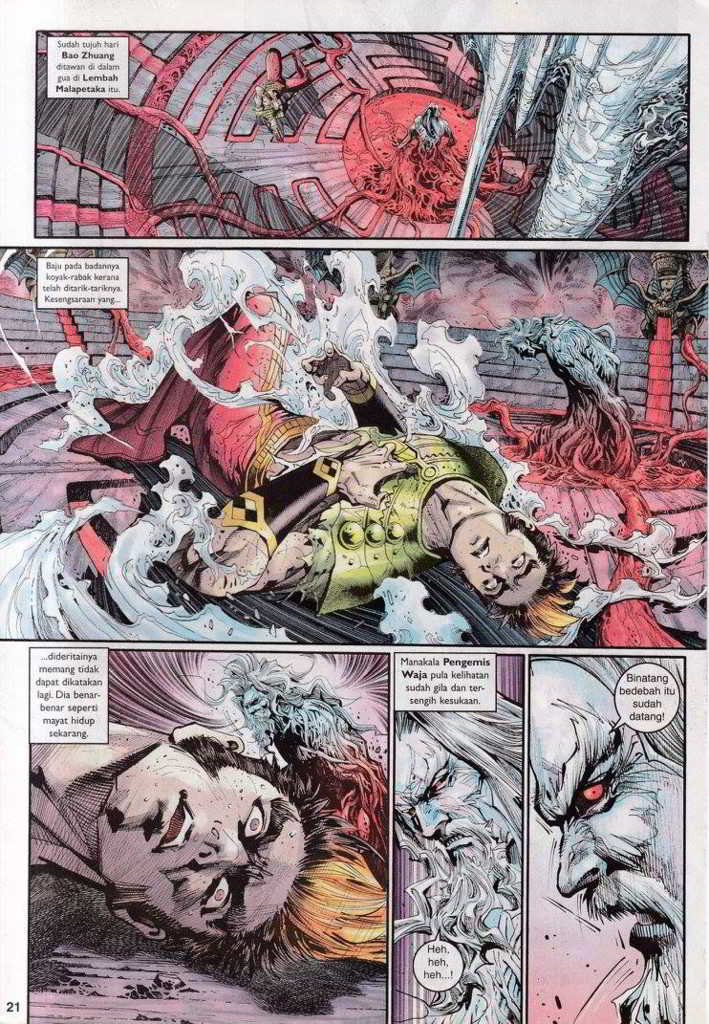 Sudah tujuh hari
Bao Zhuang
ditawan di dalam
gua di Lembah
Malapetaka itu.
Baju pada badannya
koyak-rabak kerana
telah ditarik-tariknya.
Kesengsaraan yang...
...dideritainya
memang tidak
dapat dikatakan
lagi. Dia benar-
benar seperti
mayat hidup
sekarang.
Manakala Pengemis
Waja pula kelihatan
sudah gila dan ter-
sengih kesukaan.
Heh,
heh,
heh...!
Binatang
bedebah itu
sudah
datang!
21